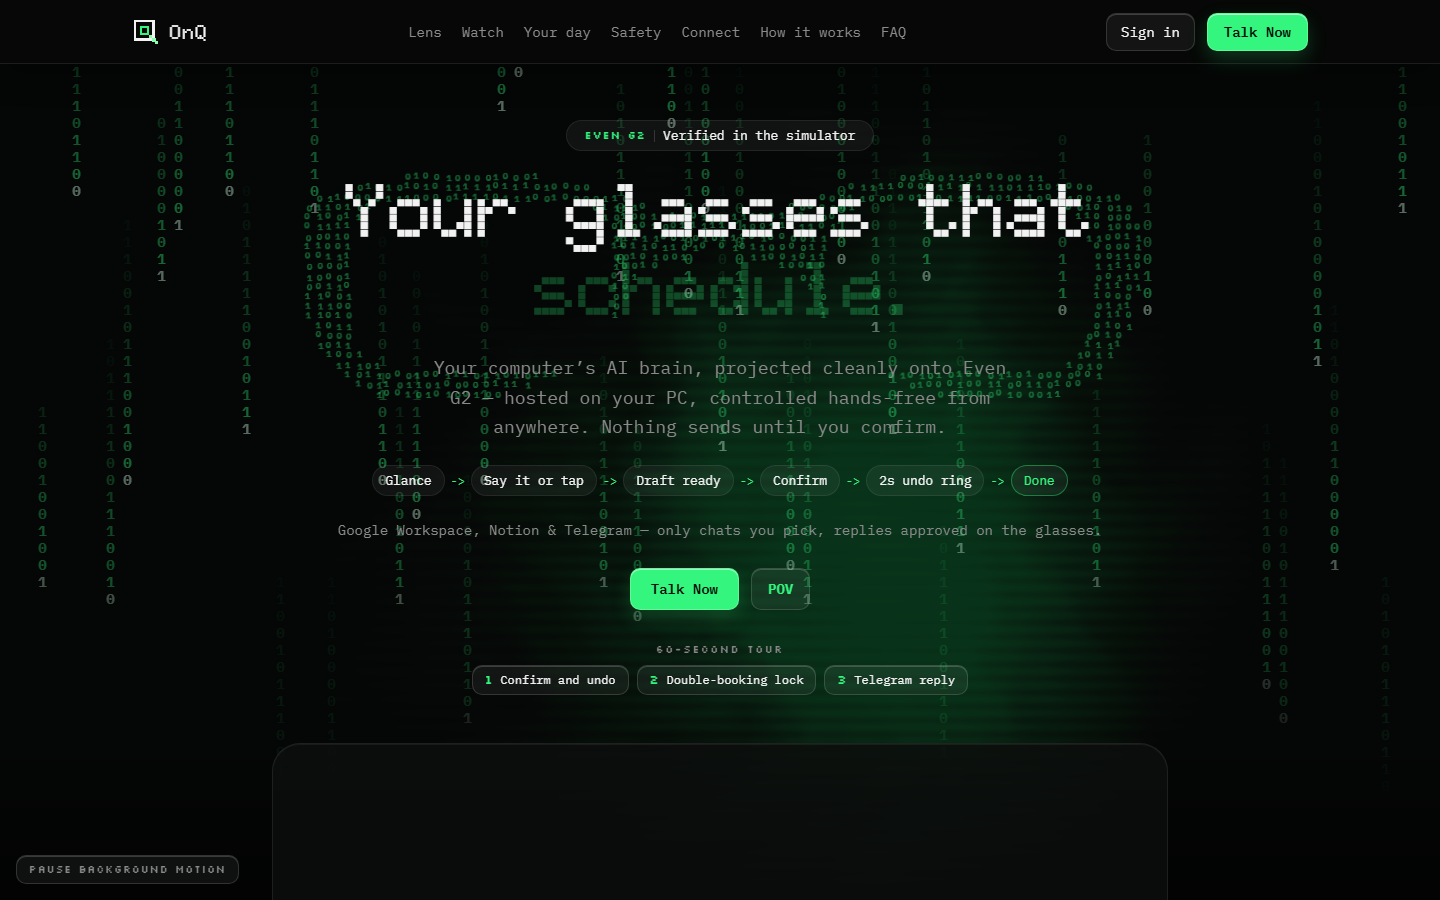 OnQ
Lens Watch Your day Safety Connect How it works FAQ
Sign in
Talk Now
EVEN G2 | Verified in the simulator
Your glasses that
schedule.
Your computer’s AI brain, projected cleanly onto Even
G2 — hosted on your PC, controlled hands-free from
anywhere. Nothing sends until you confirm.
Glance -> Say it or tap -> Draft ready -> Confirm -> 2s undo ring -> Done
Google Workspace, Notion & Telegram — only chats you pick, replies approved on the glasses.
Talk Now
POV
60-SECOND TOUR
1 Confirm and undo
2 Double-booking lock
3 Telegram reply
PAUSE BACKGROUND MOTION